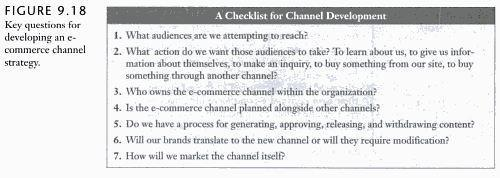 FIGURE 9.18
Key questions for
developing an e-
commerce channel
strategy.
A Checklist for Channel Development
1. What audiences are we attempting to reach?
2. What action do we want those audiences to take? To learn about us, to give us infor-
mation about themselves, to make an inquiry, to buy something from our site, to buy
something through another channel?
3. Who owns the e-commerce channel within the organization?
4. Is the e-commerce channel planned alongside other channels?
5. Do we have a process for generating, approving, releasing, and withdrawing content?
6. Will our brands translate to the new channel or will they require modification?
7. How will we market the channel itself?